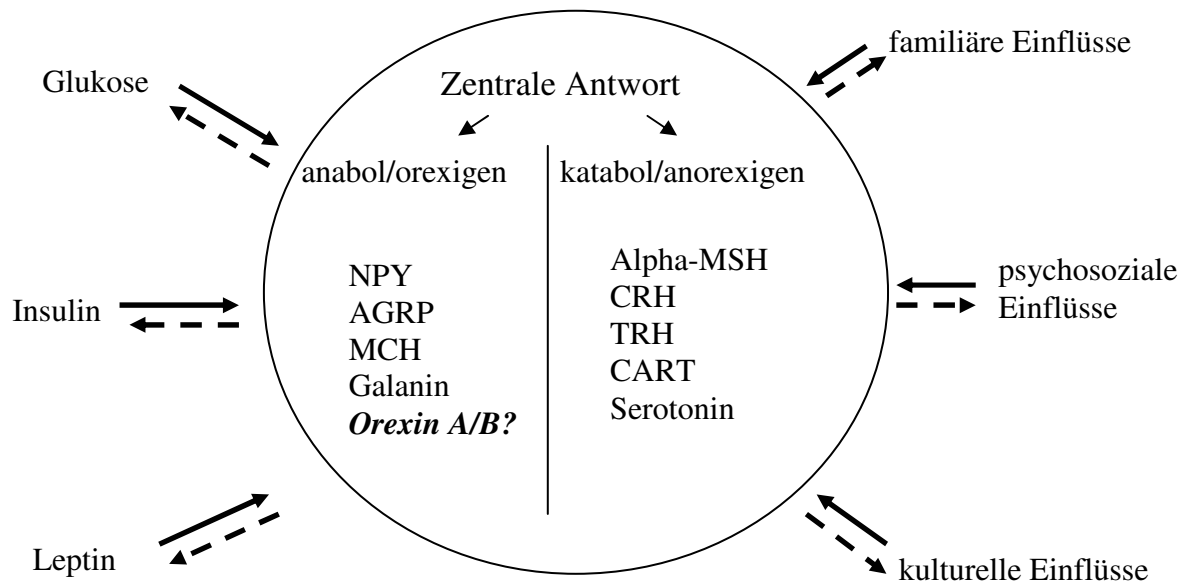 familiäre Einflüsse
Glukose
Zentrale Antwort
anabol/orexigen
katabol/anorexigen
NPY
AGRP
MCH
Galanin
Orexin A/B?
Alpha-MSH
CRH
TRH
CART
Serotonin
Insulin
psychosoziale
Einflüsse
Leptin
kulturelle Einflüsse